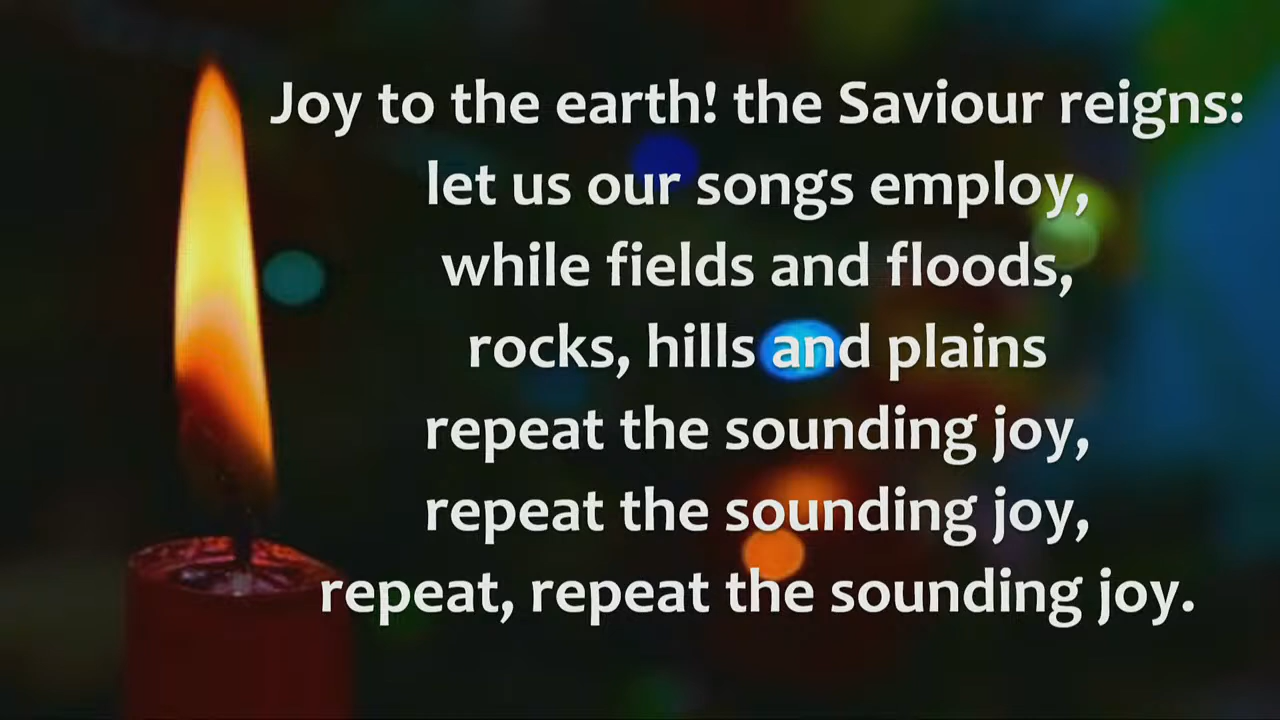 Joy to the earth! the Saviour reigns:
let us our songs employ,
while fields and floods,
rocks, hills and plains
repeat the sounding joy,
repeat the sounding joy,
repeat, repeat the sounding joy.